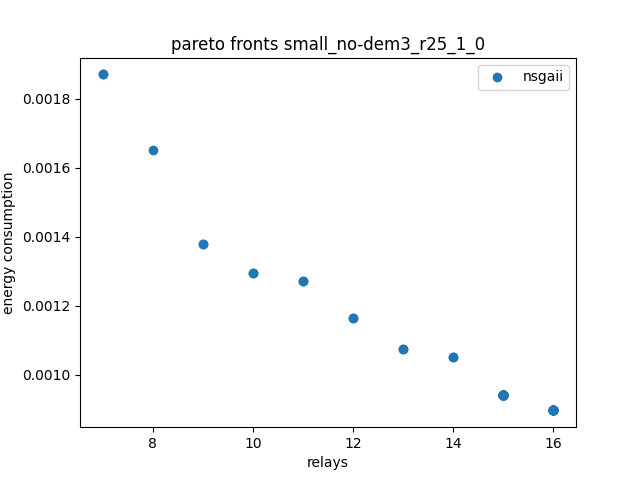 pareto fronts small_no-dem3_r25_1_0
nsgaii
0.0018
0.0016
0.0014
0.0012
0.0010
energy consumption
8
10
12
14
16
relays